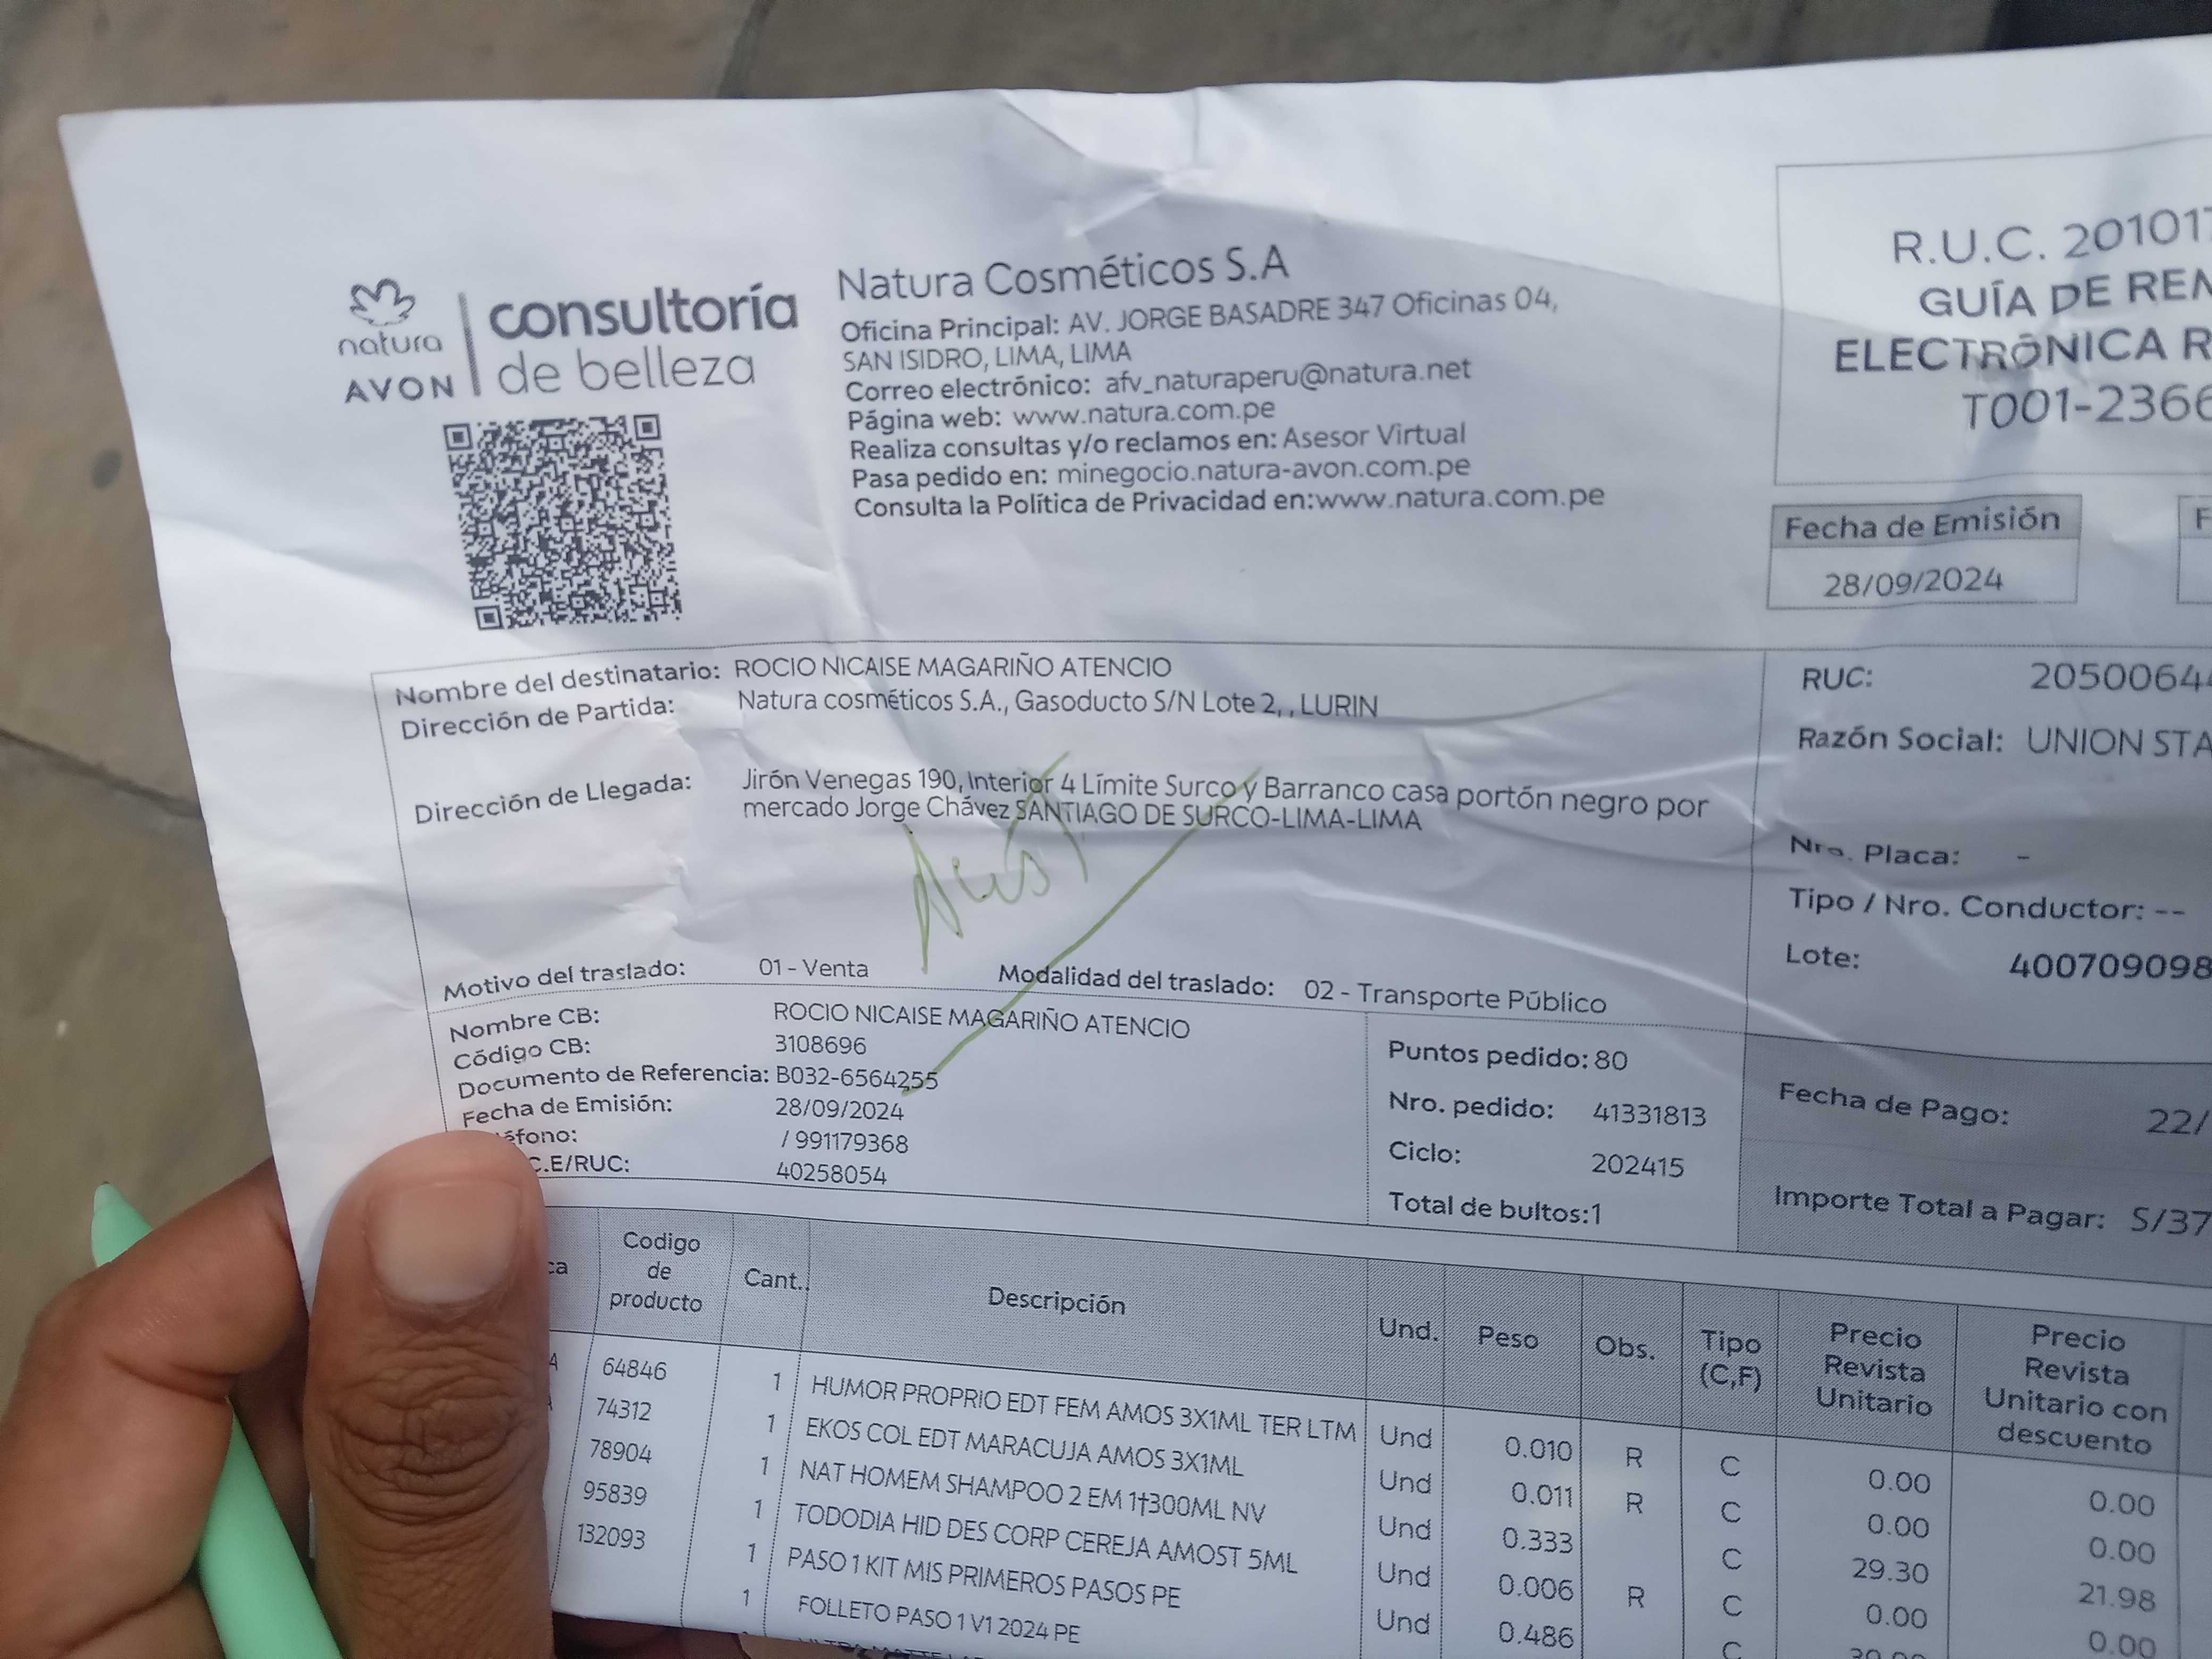 natura
AVON
consultoría
de belleza
Natura Cosméticos S.A
Oficina Principal: AV. JORGE BASADRE 347 Oficinas 04,
SAN ISIDRO, LIMA, LIMA
Correo electrónico: afv_naturaperu@natura.net
Página web: www.natura.com.pe
Realiza consultas y/o reclamos en: Asesor Virtual
Pasa pedido en: minegocio.natura-avon.com.pe
Consulta la Política de Privacidad en:www.natura.com.pe
R.U.C. 201017
GUÍA DE REM
ELECTRÓNICA R
T001-2366
Fecha de Emisión
28/09/2024
F
Nombre del destinatario: ROCIO NICAISE MAGARIÑO ATENCIO
Dirección de Partida: Natura cosméticos S.A., Gasoducto S/N Lote 2, , LURIN
Dirección de Llegada: Jirón Venegas 190, Interior 4 Límite Surco y Barranco casa portón negro por
mercado Jorge Chávez SANTIAGO DE SURCO-LIMA-LIMA
Motivo del traslado: 01 - Venta Modalidad del traslado: 02 - Transporte Público
RUC: 20500644
Razón Social: UNION STA
Nro. Placa: -
Tipo / Nro. Conductor: --
Lote: 400709098
Nombre CB: ROCIO NICAISE MAGARIÑO ATENCIO
Código CB: 3108696
Documento de Referencia: B032-6564255
Fecha de Emisión: 28/09/2024
éfono: / 991179368
C.E/RUC: 40258054
Puntos pedido: 80
Nro. pedido: 41331813
Ciclo: 202415
Total de bultos:1
Fecha de Pago: 22/
Importe Total a Pagar: S/37
ca Codigo de producto Cant. Descripción Und. Peso Obs. Tipo (C,F) Precio Revista Unitario Precio Revista Unitario con descuento
A 64846 1 HUMOR PROPRIO EDT FEM AMOS 3X1ML TER LTM Und 0.010 R C 0.00 0.00
74312 1 EKOS COL EDT MARACUJA AMOS 3X1ML Und 0.011 R C 0.00 0.00
78904 1 NAT HOMEM SHAMPOO 2 EM 1†300ML NV Und 0.333 C 29.30 21.98
95839 1 TODODIA HID DES CORP CEREJA AMOST 5ML Und 0.006 R C 0.00 0.00
132093 1 PASO 1 KIT MIS PRIMEROS PASOS PE Und 0.486 C
1 FOLLETO PASO 1 V1 2024 PE